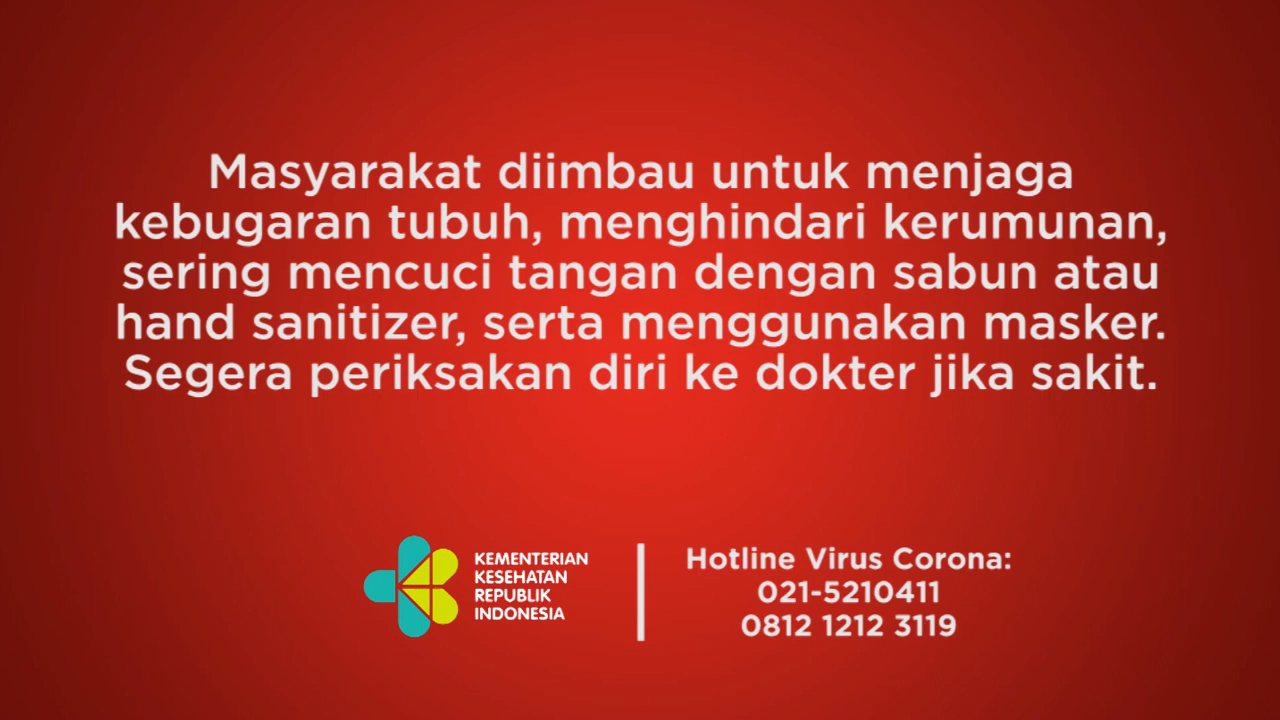 Masyarakat diimbau untuk menjaga
kebugaran tubuh, menghindari kerumunan,
sering mencuci tangan dengan sabun atau
hand sanitizer, serta menggunakan masker.
Segera periksakan diri ke dokter jika sakit.
KEMENTERIAN
KESEHATAN
REPUBLIK
INDONESIA
Hotline Virus Corona:
021-5210411
0812 1212 3119